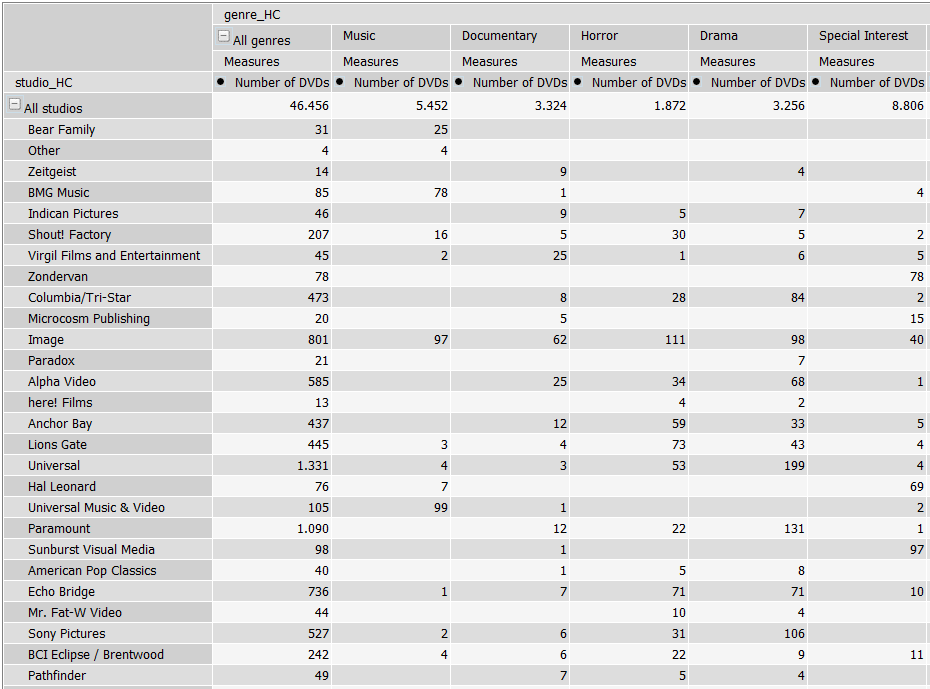 genre_HC
All genres Music Documentary Horror Drama Special Interest
Measures Measures Measures Measures Measures Measures
studio_HC Number of DVDs Number of DVDs Number of DVDs Number of DVDs Number of DVDs Number of DVDs
All studios 46.456 5.452 3.324 1.872 3.256 8.806
Bear Family 31 25
Other 4 4
Zeitgeist 14 9 4
BMG Music 85 78 1 4
Indican Pictures 46 9 5 7
Shout! Factory 207 16 5 30 5 2
Virgil Films and Entertainment 45 2 25 1 6 5
Zondervan 78 78
Columbia/Tri-Star 473 8 28 84 2
Microcosm Publishing 20 5 15
Image 801 97 62 111 98 40
Paradox 21 7
Alpha Video 585 25 34 68 1
here! Films 13 4 2
Anchor Bay 437 12 59 33 5
Lions Gate 445 3 4 73 43 4
Universal 1.331 4 3 53 199 4
Hal Leonard 76 7 69
Universal Music & Video 105 99 1 2
Paramount 1.090 12 22 131 1
Sunburst Visual Media 98 1 97
American Pop Classics 40 1 5 8
Echo Bridge 736 1 7 71 71 10
Mr. Fat-W Video 44 10 4
Sony Pictures 527 2 6 31 106
BCI Eclipse / Brentwood 242 4 6 22 9 11
Pathfinder 49 7 5 4